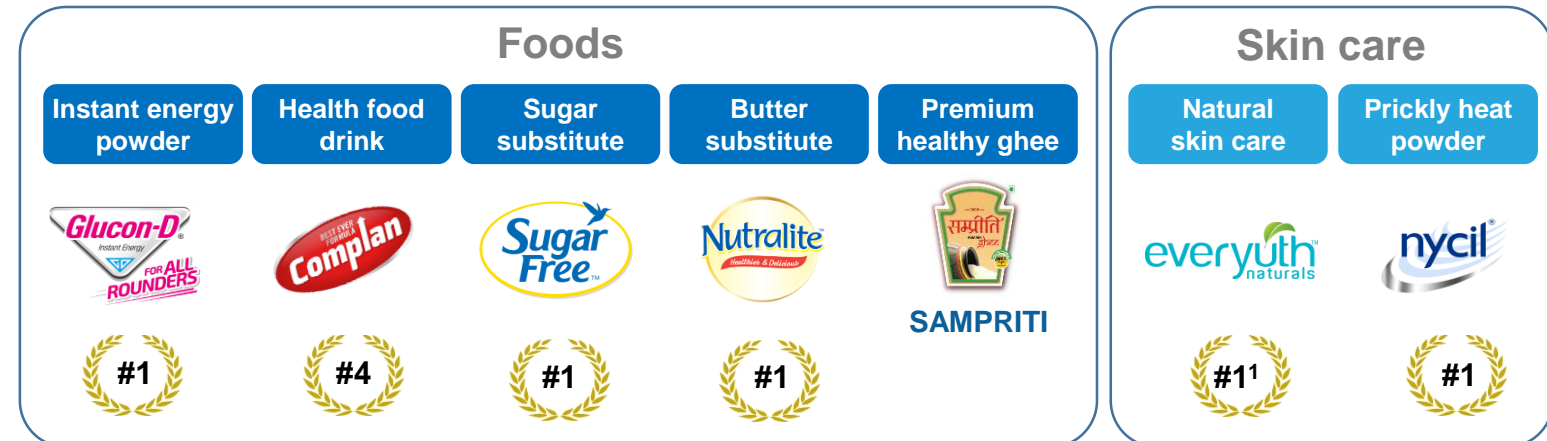 Foods
Skin care
Instant energy
powder
Health food
drink
Sugar
substitute
Butter
substitute
Premium
healthy ghee
Natural
skin care
Prickly heat
powder
Glucon-D
Instant Energy
FOR ALL
ROUNDERS
BEST EVER
FORMULA
Complan
Sugar
Free™
Nutralite
Healthier & Delicious
सम्प्रीति
SAMPRITI
everyuth™
naturals
nycil®
#1
#4
#1
#1
#1¹
#1